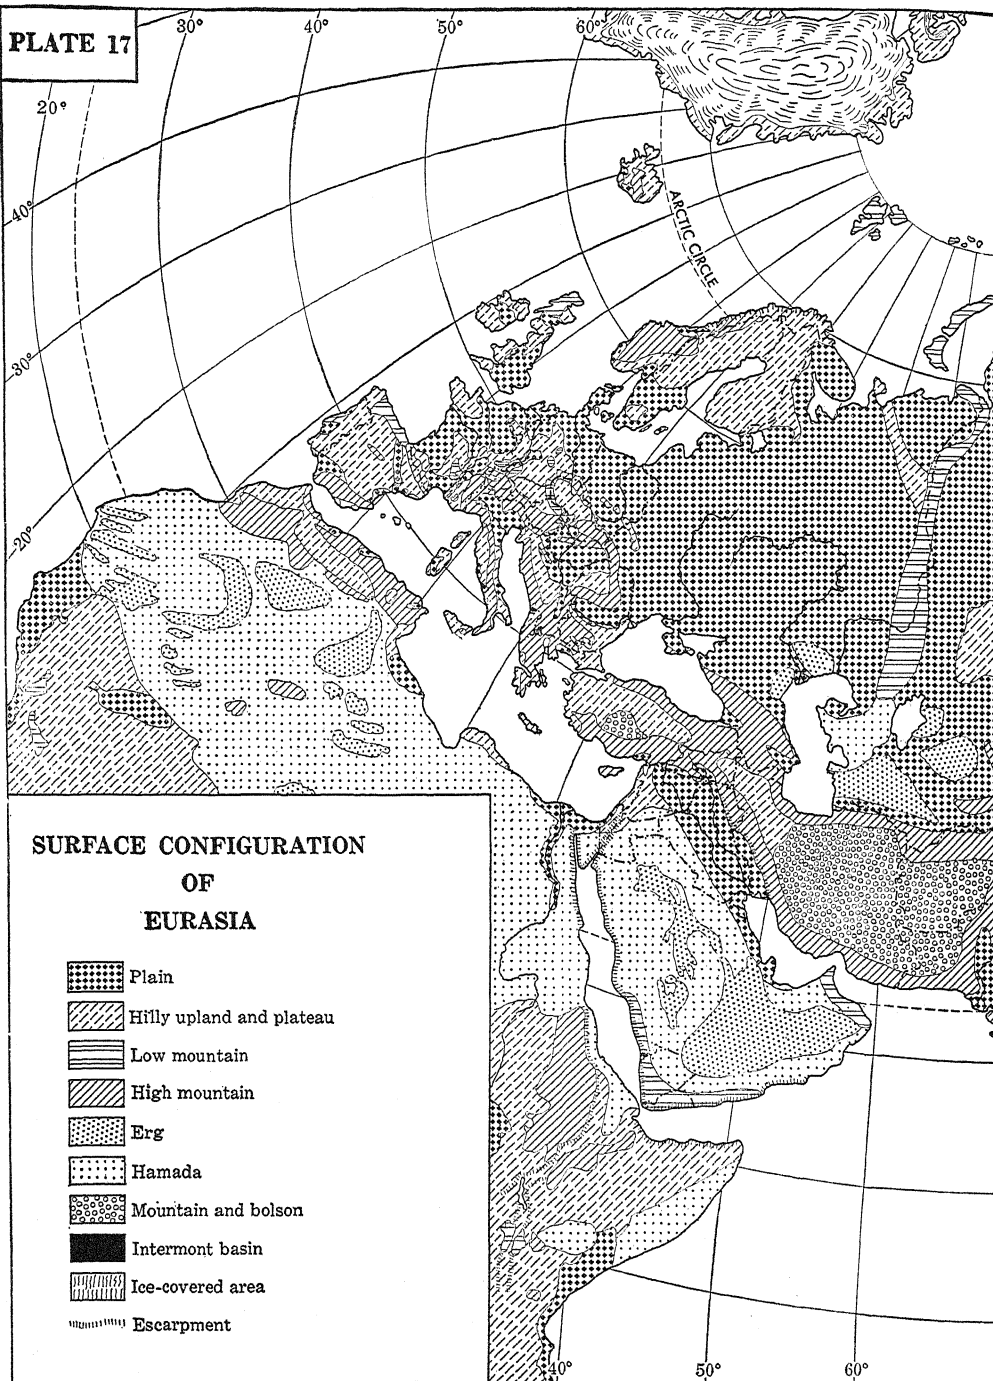 PLATE 17
30°
40°
50°
60°
20°
40°
30°
20°
ARCTIC CIRCLE
SURFACE CONFIGURATION
OF
EURASIA
Plain
Hilly upland and plateau
Low mountain
High mountain
Erg
Hamada
Mountain and bolson
Intermont basin
Ice-covered area
Escarpment
40°
50°
60°